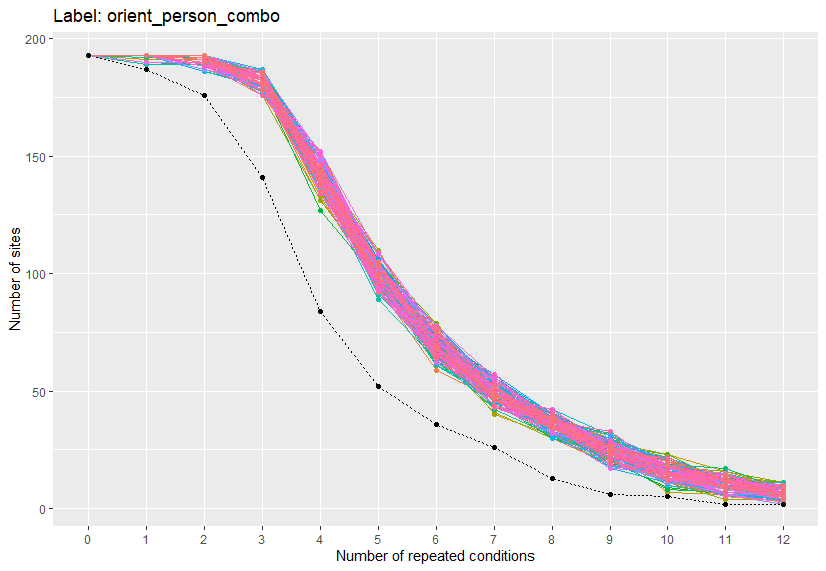 Label: orient_person_combo
200
150
100
50
0
Number of sites
0 1 2 3 4 5 6 7 8 9 10 11 12
Number of repeated conditions